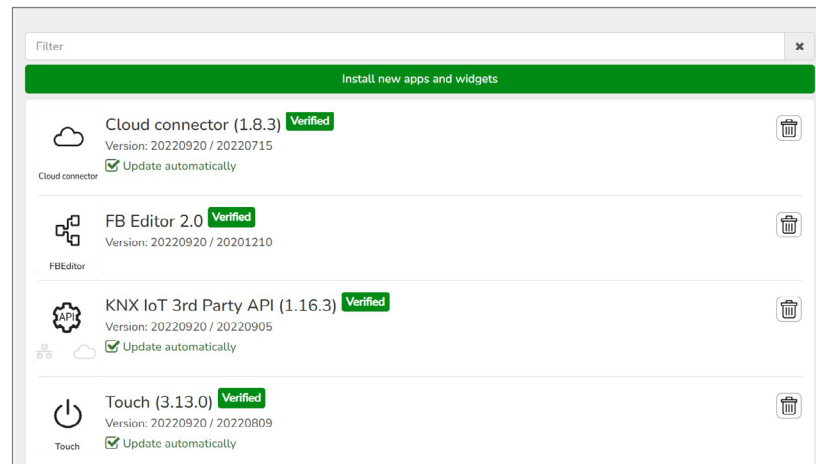 Filter
Install new apps and widgets
Cloud connector (1.8.3) Verified
Version: 20220920 / 20220715
Update automatically
Cloud connector
FB Editor 2.0 Verified
Version: 20220920 / 20201210
FBEditor
KNX IoT 3rd Party API (1.16.3) Verified
API
Version: 20220920 / 20220905
Update automatically
Touch (3.13.0) Verified
Version: 20220920 / 20220809
Update automatically
Touch